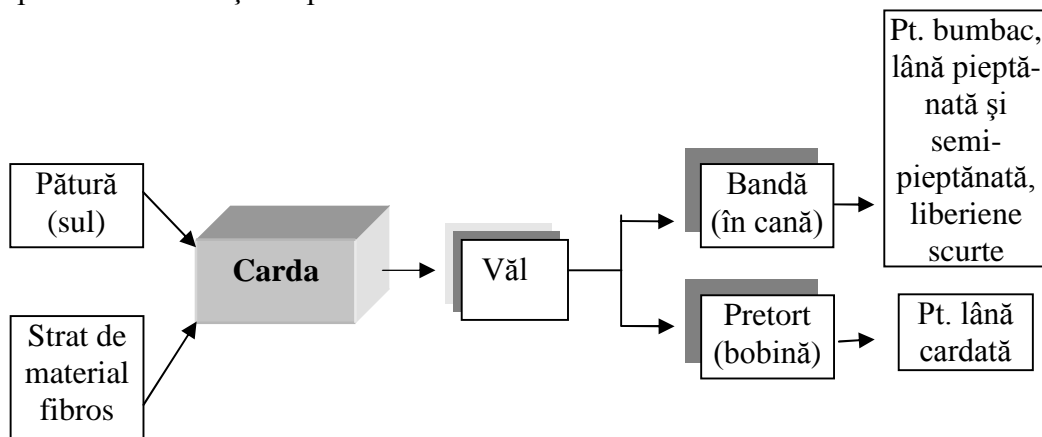 Pătură
(sul)
Strat de
material
fibros
Carda
Văl
Bandă
(în cană)
Pretort
(bobină)
Pt. bumbac,
lână pieptă-
nată şi
semi-
pieptănată,
liberiene
scurte
Pt. lână
cardată